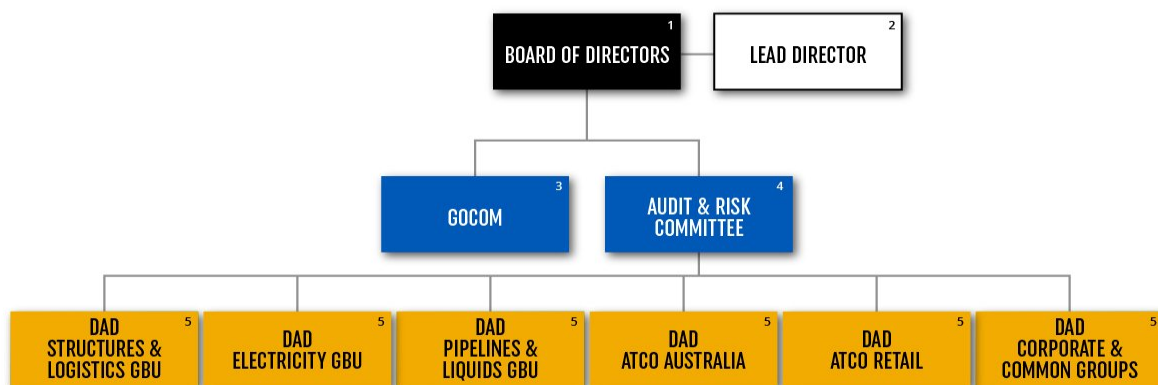 1
BOARD OF DIRECTORS
2
LEAD DIRECTOR
3
GOCOM
4
AUDIT & RISK
COMMITTEE
5
DAD
STRUCTURES &
LOGISTICS GBU
5
DAD
ELECTRICITY GBU
5
DAD
PIPELINES &
LIQUIDS GBU
5
DAD
ATCO AUSTRALIA
5
DAD
ATCO RETAIL
5
DAD
CORPORATE &
COMMON GROUPS